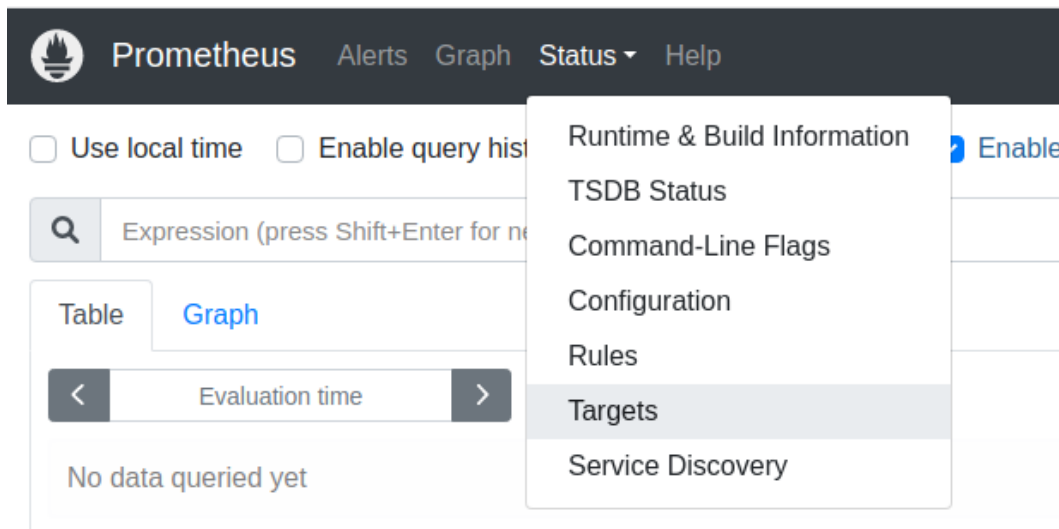 Prometheus Alerts Graph Status Help
Use local time Enable query hist
Enable
Expression (press Shift+Enter for ne
Table Graph
Evaluation time
No data queried yet
Runtime & Build Information
TSDB Status
Command-Line Flags
Configuration
Rules
Targets
Service Discovery